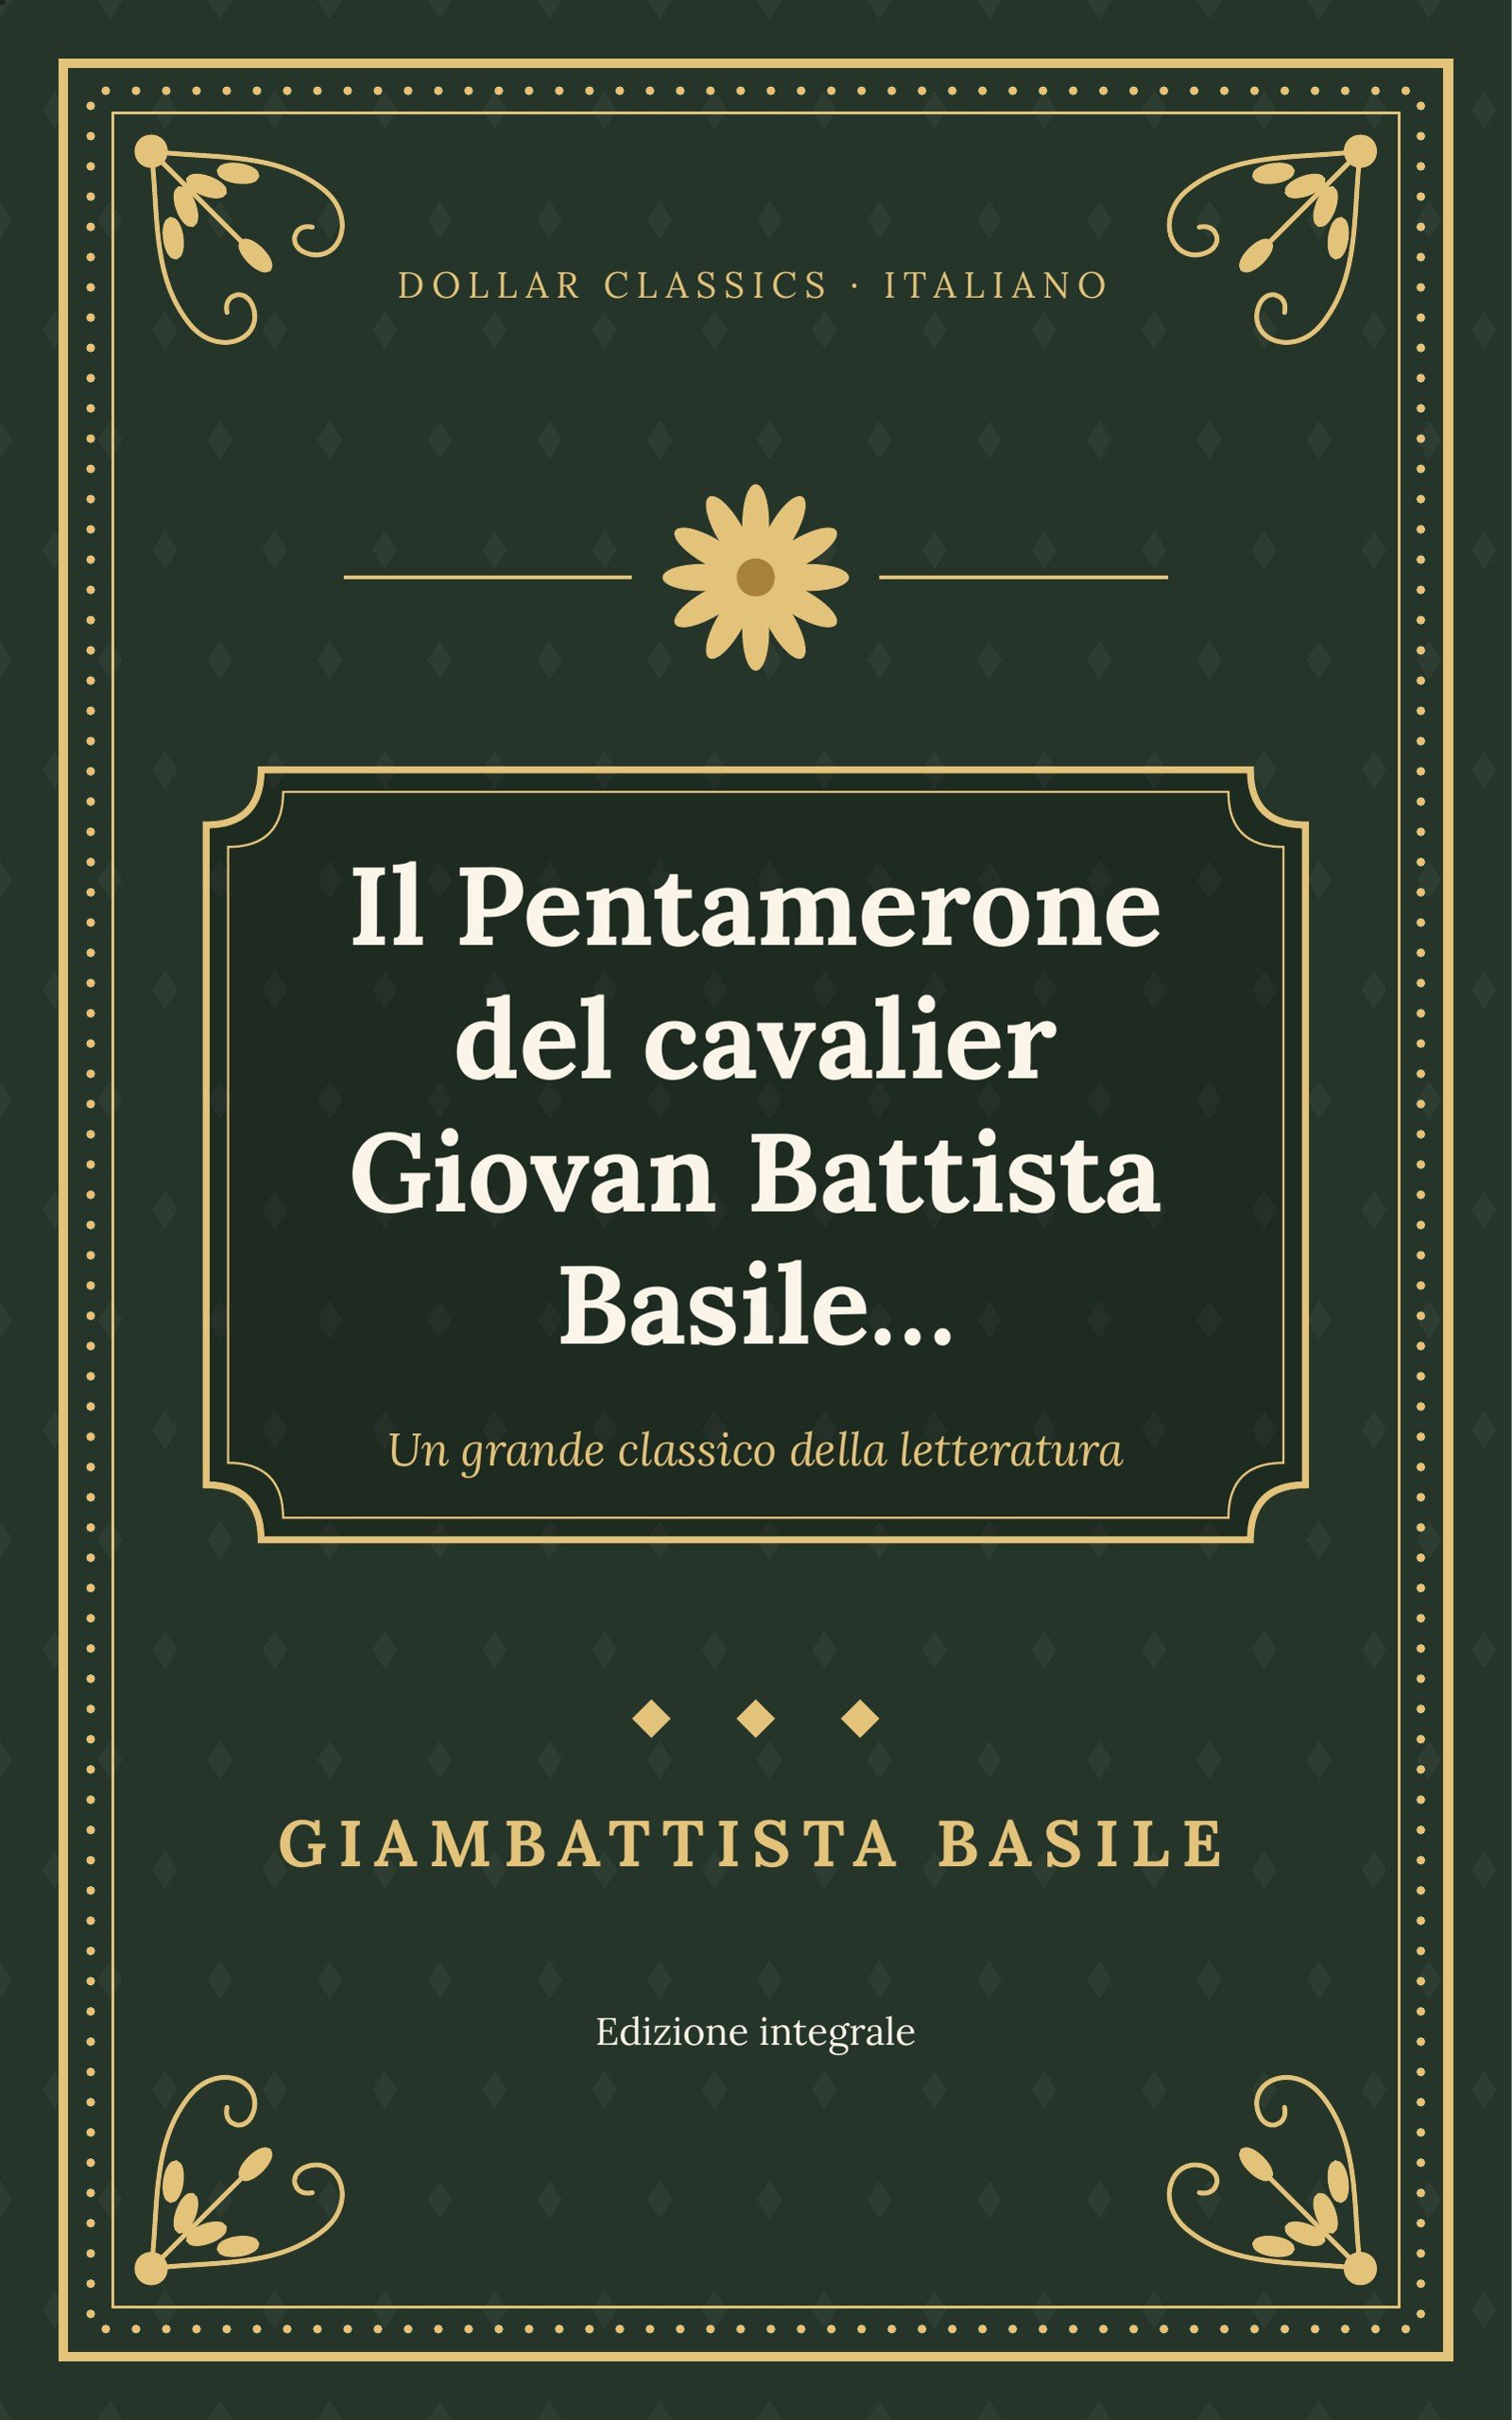 DOLLAR CLASSICS · ITALIANO
Il Pentamerone
del cavalier
Giovan Battista
Basile...
Un grande classico della letteratura
GIAMBATTISTA BASILE
Edizione integrale